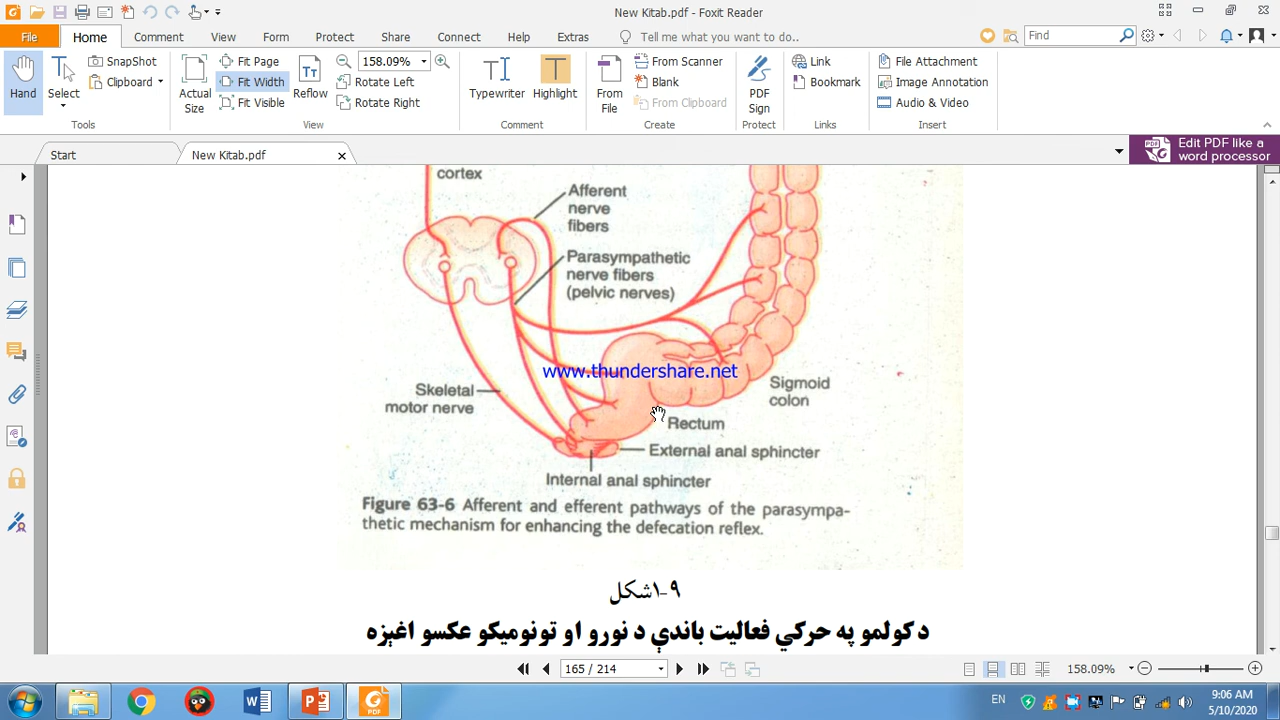 New Kitab.pdf - Foxit Reader
File Home Comment View Form Protect Share Connect Help Extras Tell me what you want to do.. Find
Hand
Select
SnapShot
Clipboard
Tools
Actual Size
Fit Page
Fit Width
Fit Visible
Reflow
158.09%
Rotate Left
Rotate Right
View
Typewriter
Highlight
Comment
From File
From Scanner
Blank
From Clipboard
Create
PDF Sign
Protect
Link
Bookmark
Links
File Attachment
Image Annotation
Audio & Video
Insert
Start
New Kitab.pdf
Edit PDF like a
word processor
cortex
Afferent
nerve
fibers
Parasympathetic
nerve fibers
(pelvic nerves)
www.thundershare.net
Skeletal
motor nerve
Sigmoid
colon
Rectum
External anal sphincter
Internal anal sphincter
Figure 63-6 Afferent and efferent pathways of the parasympa-
thetic mechanism for enhancing the defecation reflex.
۹-۱شکل
د کولمو په حرکي فعالیت باندې د نورو او تونومیکو عکسو اغېزه
165 / 214
158.09%
EN
9:06 AM
5/10/2020